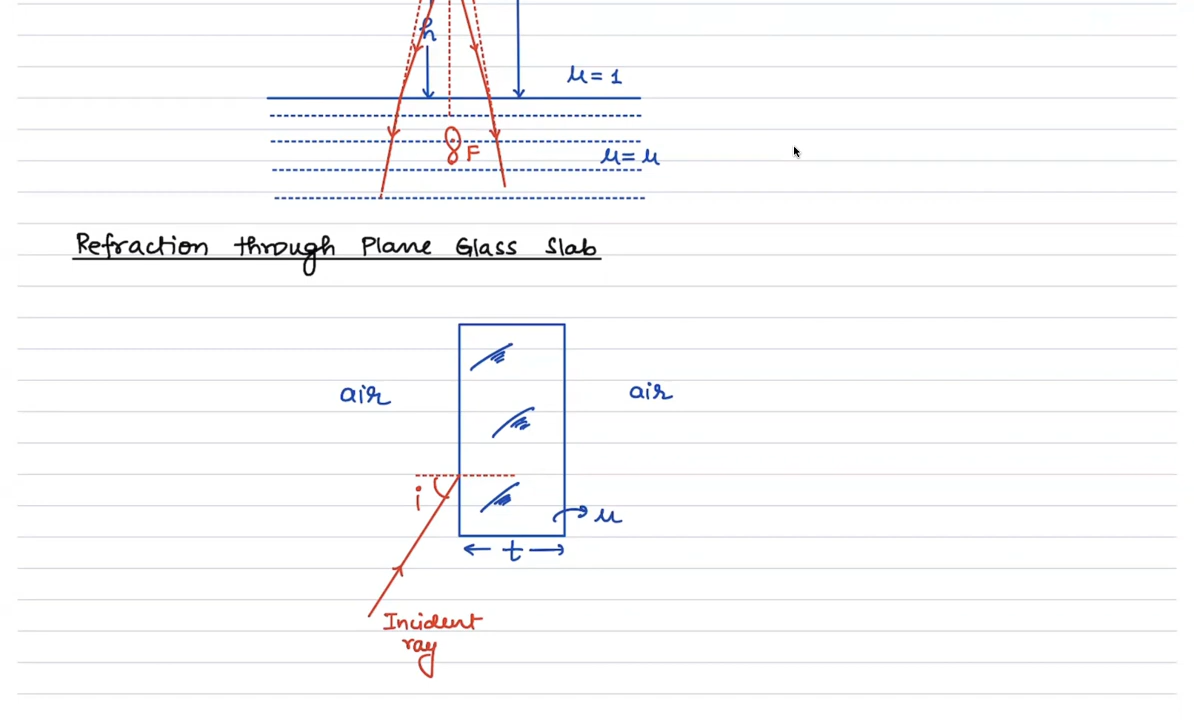 h
μ = 1
F
μ = μ
Refraction through Plane Glass Slab
air
air
i
μ
t
Incident
ray